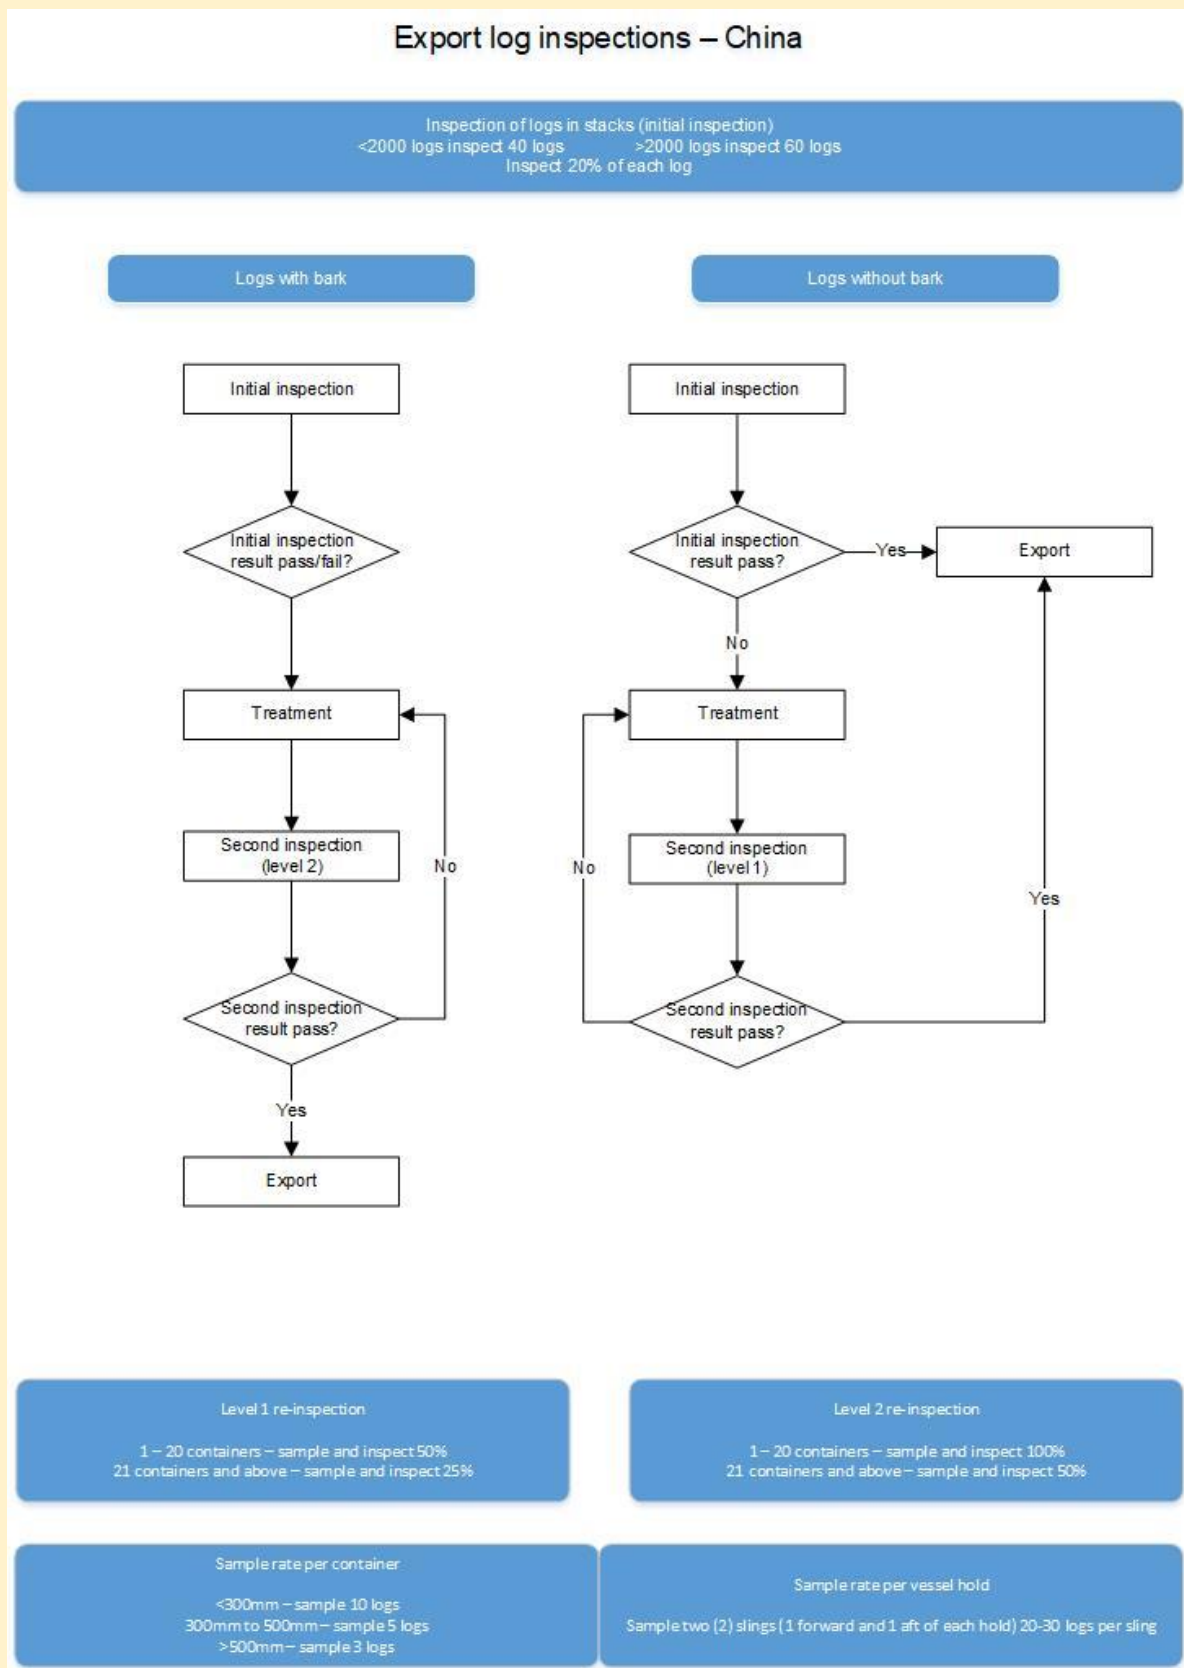 Export log inspections – China
Inspection of logs in stacks (initial inspection)
<2000 logs inspect 40 logs >2000 logs inspect 60 logs
Inspect 20% of each log
Logs with bark
Logs without bark
Initial inspection
Initial inspection
result pass/fail?
Treatment
Second inspection
(level 2)
No
Second inspection
result pass?
Yes
Export
Initial inspection
Initial inspection
result pass?
Yes
Export
No
Treatment
Second inspection
(level 1)
No
Yes
Second inspection
result pass?
Level 1 re-inspection
1 – 20 containers – sample and inspect 50%
21 containers and above – sample and inspect 25%
Level 2 re-inspection
1 – 20 containers – sample and inspect 100%
21 containers and above – sample and inspect 50%
Sample rate per container
<300mm – sample 10 logs
300mm to 500mm – sample 5 logs
>500mm – sample 3 logs
Sample rate per vessel hold
Sample two (2) slings (1 forward and 1 aft of each hold) 20-30 logs per sling